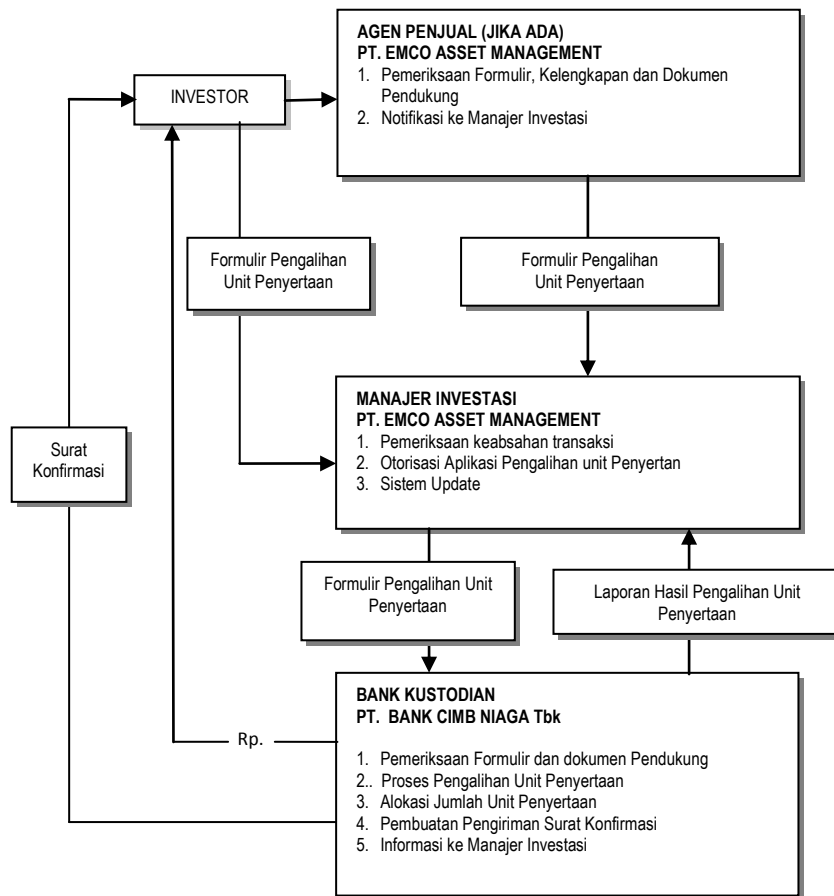 AGEN PENJUAL (JIKA ADA)
PT. EMCO ASSET MANAGEMENT
1. Pemeriksaan Formulir, Kelengkapan dan Dokumen
Pendukung
2. Notifikasi ke Manajer Investasi
INVESTOR
Formulir Pengalihan
Unit Penyertaan
Formulir Pengalihan
Unit Penyertaan
MANAJER INVESTASI
PT. EMCO ASSET MANAGEMENT
1. Pemeriksaan keabsahan transaksi
2. Otorisasi Aplikasi Pengalihan unit Penyertan
3. Sistem Update
Surat
Konfirmasi
Formulir Pengalihan Unit
Penyertaan
Laporan Hasil Pengalihan Unit
Penyertaan
BANK KUSTODIAN
PT. BANK CIMB NIAGA Tbk
Rp.
1. Pemeriksaan Formulir dan dokumen Pendukung
2.. Proses Pengalihan Unit Penyertaan
3. Alokasi Jumlah Unit Penyertaan
4. Pembuatan Pengiriman Surat Konfirmasi
5. Informasi ke Manajer Investasi